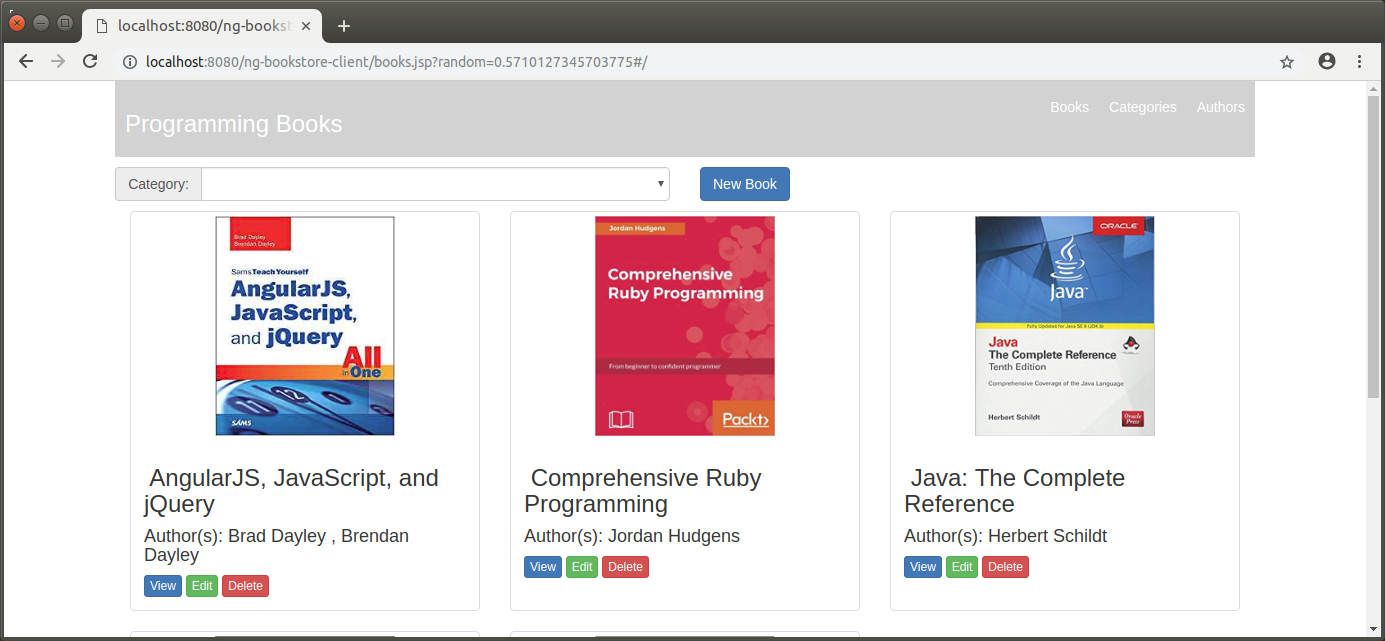 localhost:8080/ng-bookst
localhost:8080/ng-bookstore-client/books.jsp?random=0.5710127345703775#/
Books Categories Authors
Programming Books
Category:
New Book
Brad Dayley
Brendan Dayley
Sams Teach Yourself
AngularJS,
JavaScript,
and jQuery
All
in One
SAMS
AngularJS, JavaScript, and
jQuery
Author(s): Brad Dayley , Brendan
Dayley
View Edit Delete
Jordan Hudgens
Comprehensive
Ruby Programming
From beginner to confident programmer
Packt>
Comprehensive Ruby
Programming
Author(s): Jordan Hudgens
View Edit Delete
ORACLE
Java™
Fully Updated for Java SE
Java
The Complete Reference
Tenth Edition
Comprehensive Coverage of the Java Language
Herbert Schildt
Oracle
Press
Java: The Complete
Reference
Author(s): Herbert Schildt
View Edit Delete